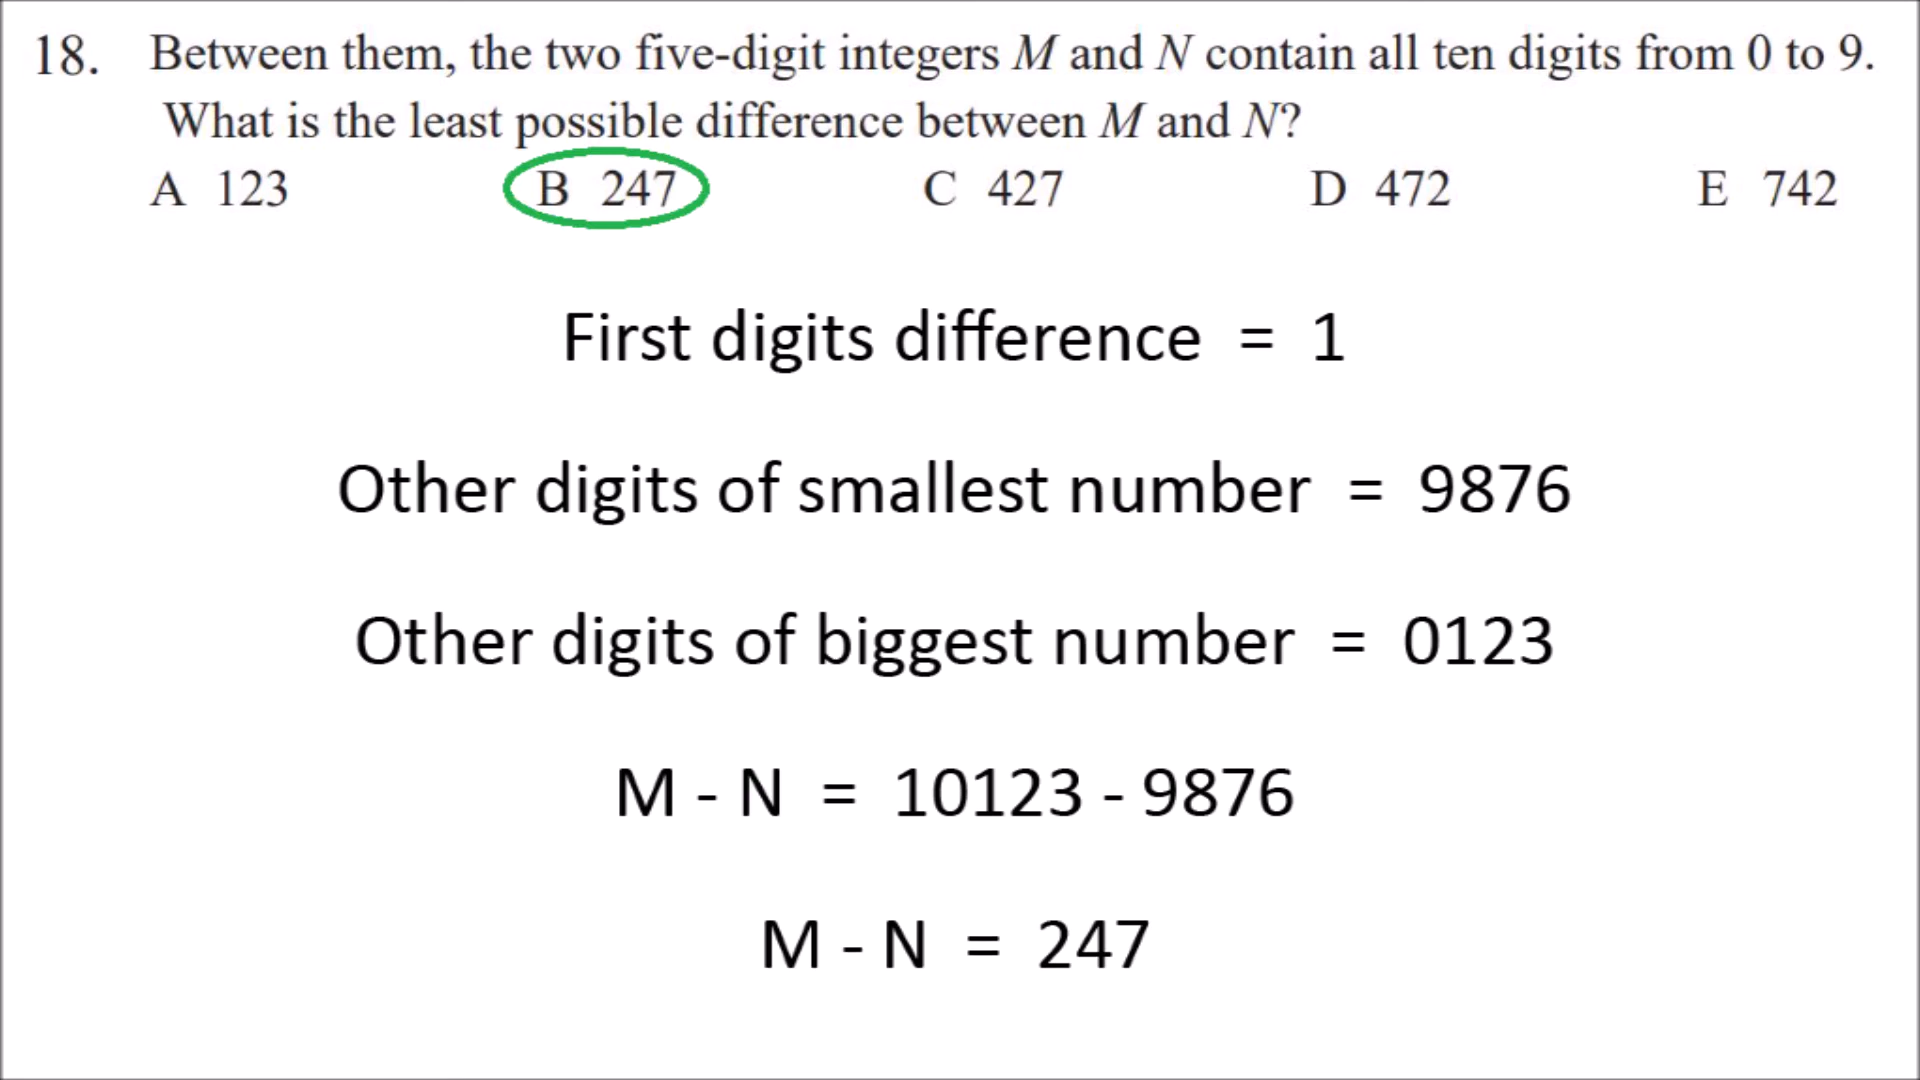 18. Between them, the two five-digit integers M and N contain all ten digits from 0 to 9.
What is the least possible difference between M and N?
A 123 B 247 C 427 D 472 E 742
First digits difference = 1
Other digits of smallest number = 9876
Other digits of biggest number = 0123
M - N = 10123 - 9876
M - N = 247